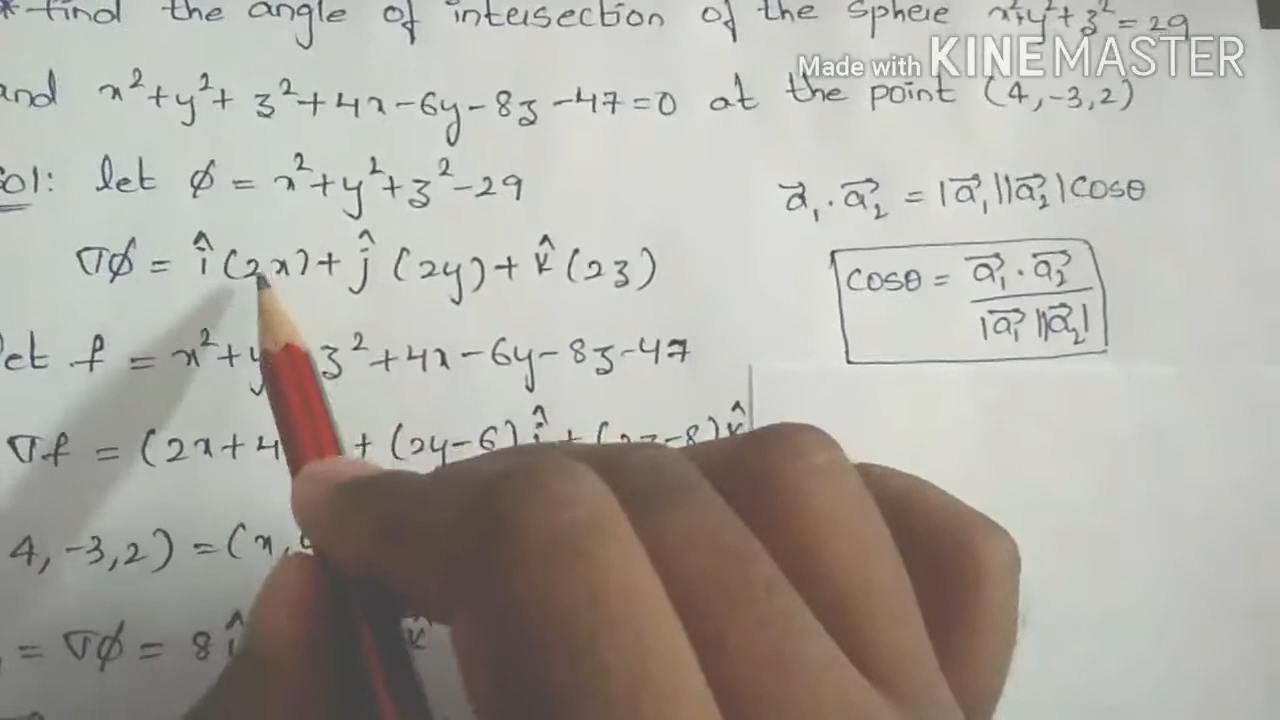 * find the angle of intersection of the sphere x²+y²+z²=29
Made with KINEMASTER
and x²+y²+z²+4x-6y-8z-47=0 at the point (4,-3,2)
Sol: let ϕ = x²+y²+z²-29
∇ϕ = î(2x)+ĵ(2y)+k̂(2z)
let f = x²+y z²+4x-6y-8z-47
∇f = (2x+4 +(2y-6)ĵ+(2z-8)k̂
4,-3,2) = (x,
= ∇ϕ = 8î k̂
a⃗₁·a⃗₂ = |a⃗₁||a⃗₂|cosθ
cosθ = a⃗₁·a⃗₂ / |a⃗₁||a⃗₂|